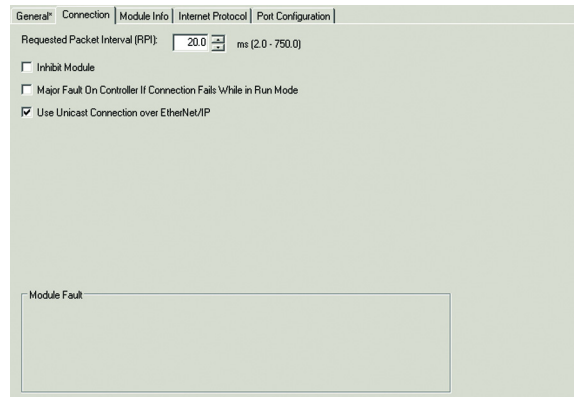 General* Connection Module Info Internet Protocol Port Configuration
Requested Packet Interval (RPI): 20.0 ms (2.0 - 750.0)
Inhibit Module
Major Fault On Controller If Connection Fails While in Run Mode
Use Unicast Connection over EtherNet/IP
Module Fault